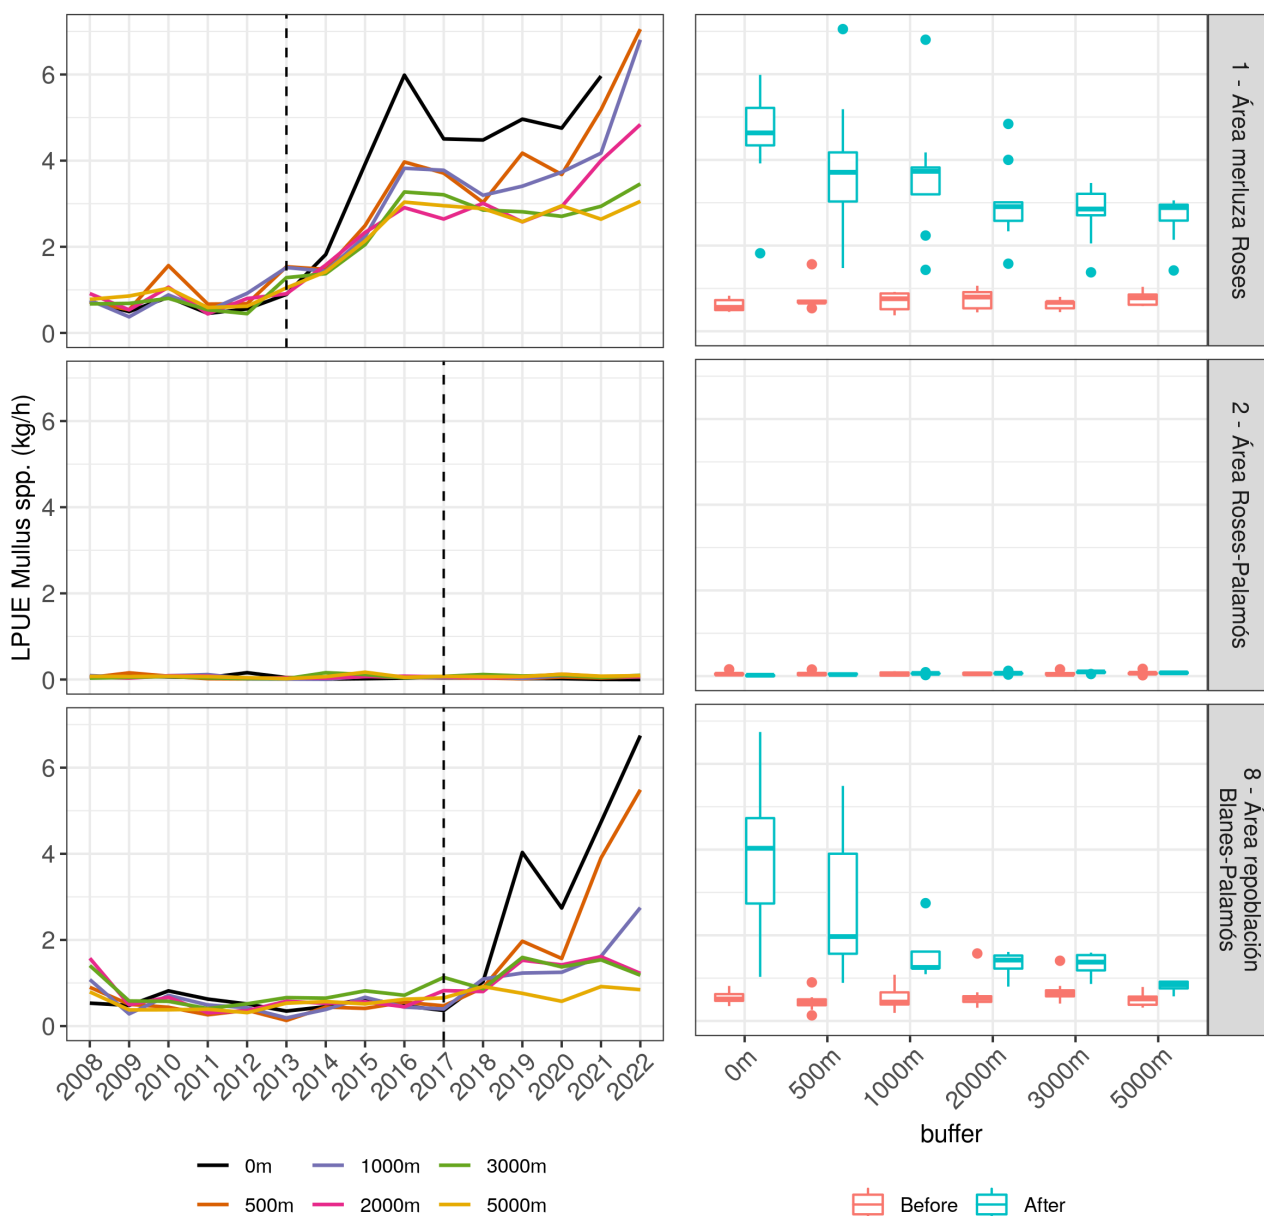 LPUE Mullus spp. (kg/h)
6
4
2
0
6
4
2
0
6
4
2
0
2008
2009
2010
2011
2012
2013
2014
2015
2016
2017
2018
2019
2020
2021
2022
0m
1000m
3000m
500m
2000m
5000m
1 - Área merluza Roses
2 - Área Roses-Palamós
8 - Área repoblación
Blanes-Palamós
0m
500m
1000m
2000m
3000m
5000m
buffer
Before
After